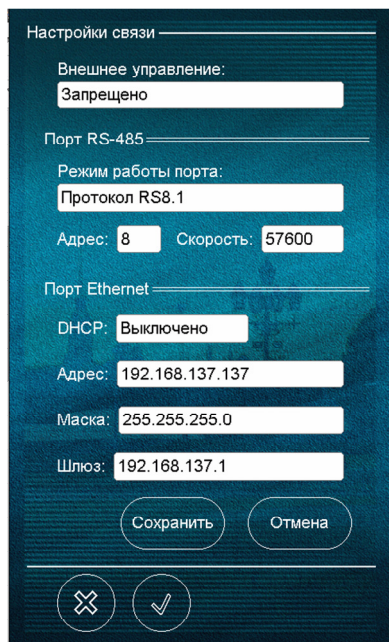 Настройки связи
Внешнее управление:
Запрещено
Порт RS-485
Режим работы порта:
Протокол RS8.1
Адрес: 8 Скорость: 57600
Порт Ethernet
DHCP: Выключено
Адрес: 192.168.137.137
Маска: 255.255.255.0
Шлюз: 192.168.137.1
Сохранить Отмена